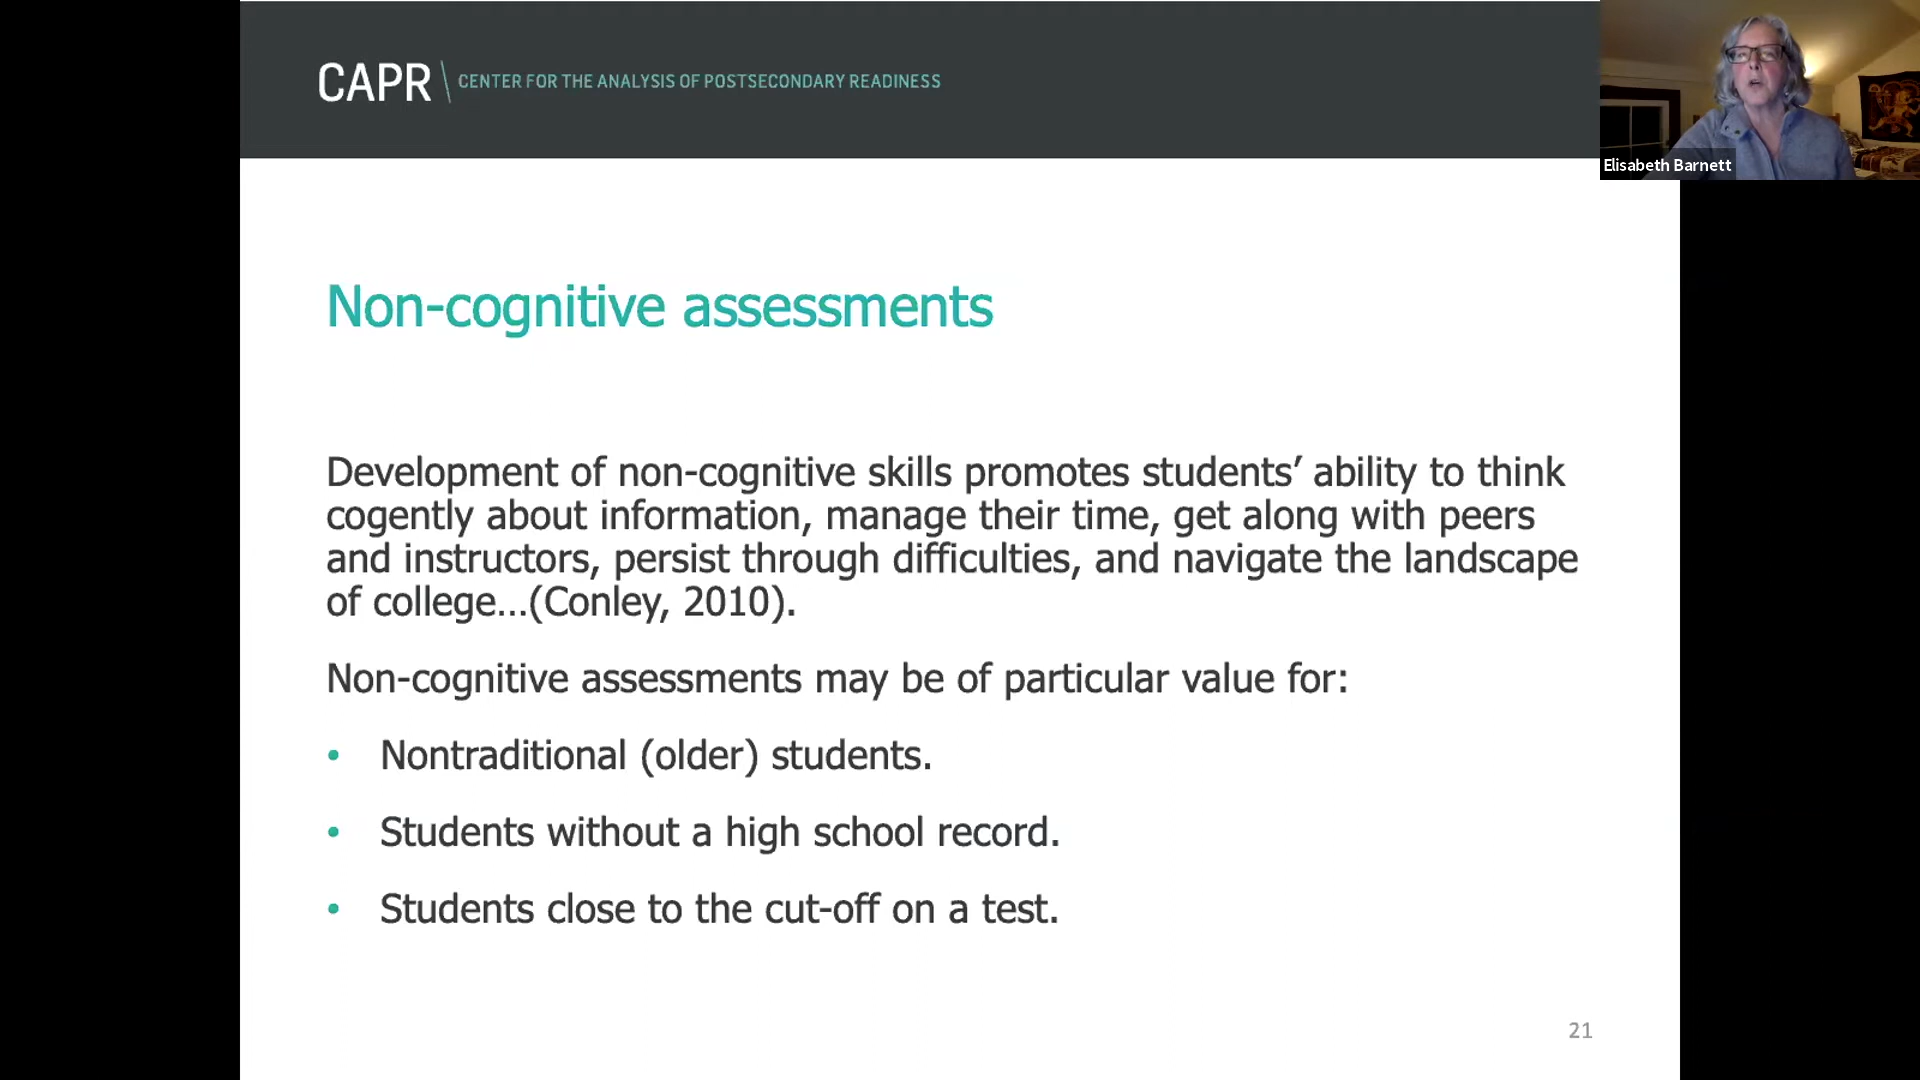 CAPR
CENTER FOR THE ANALYSIS OF POSTSECONDARY READINESS
Elisabeth Barnett
Non-cognitive assessments
Development of non-cognitive skills promotes students’ ability to think
cogently about information, manage their time, get along with peers
and instructors, persist through difficulties, and navigate the landscape
of college…(Conley, 2010).
Non-cognitive assessments may be of particular value for:
• Nontraditional (older) students.
• Students without a high school record.
• Students close to the cut-off on a test.
21